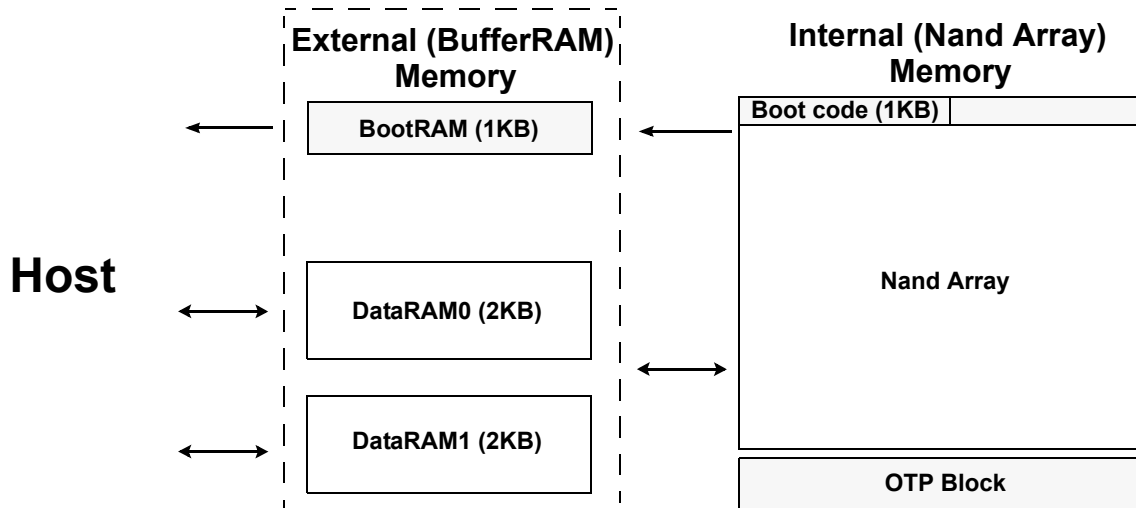 External (BufferRAM)
Memory
Internal (Nand Array)
Memory
BootRAM (1KB)
Boot code (1KB)
Host
Nand Array
DataRAM0 (2KB)
DataRAM1 (2KB)
OTP Block